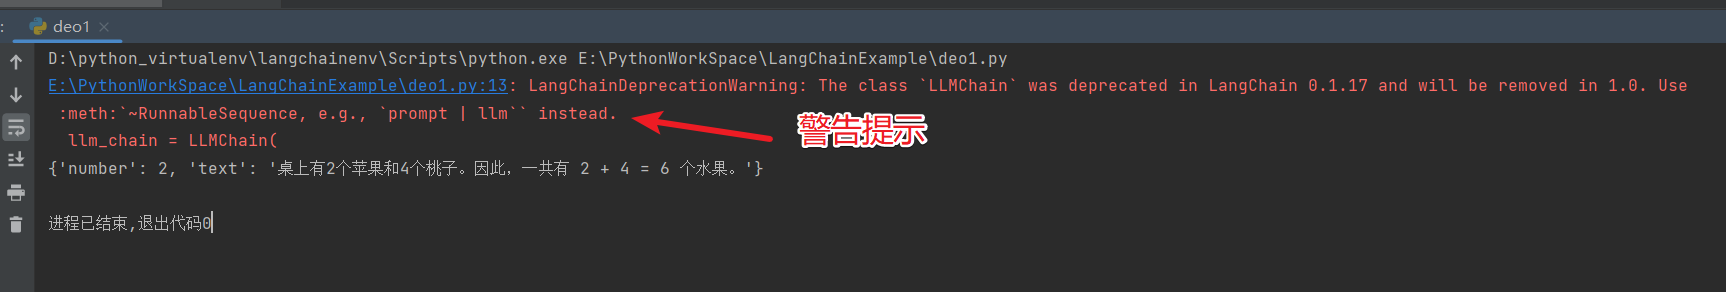 : deo1 ×
D:\python_virtualenv\langchainenv\Scripts\python.exe E:\PythonWorkSpace\LangChainExample\deo1.py
E:\PythonWorkSpace\LangChainExample\deo1.py:13: LangChainDeprecationWarning: The class `LLMChain` was deprecated in LangChain 0.1.17 and will be removed in 1.0. Use
:meth:`~RunnableSequence, e.g., `prompt | llm`` instead.
警告提示
llm_chain = LLMChain(
{'number': 2, 'text': '桌上有2个苹果和4个桃子。因此，一共有 2 + 4 = 6 个水果。'}
进程已结束,退出代码0